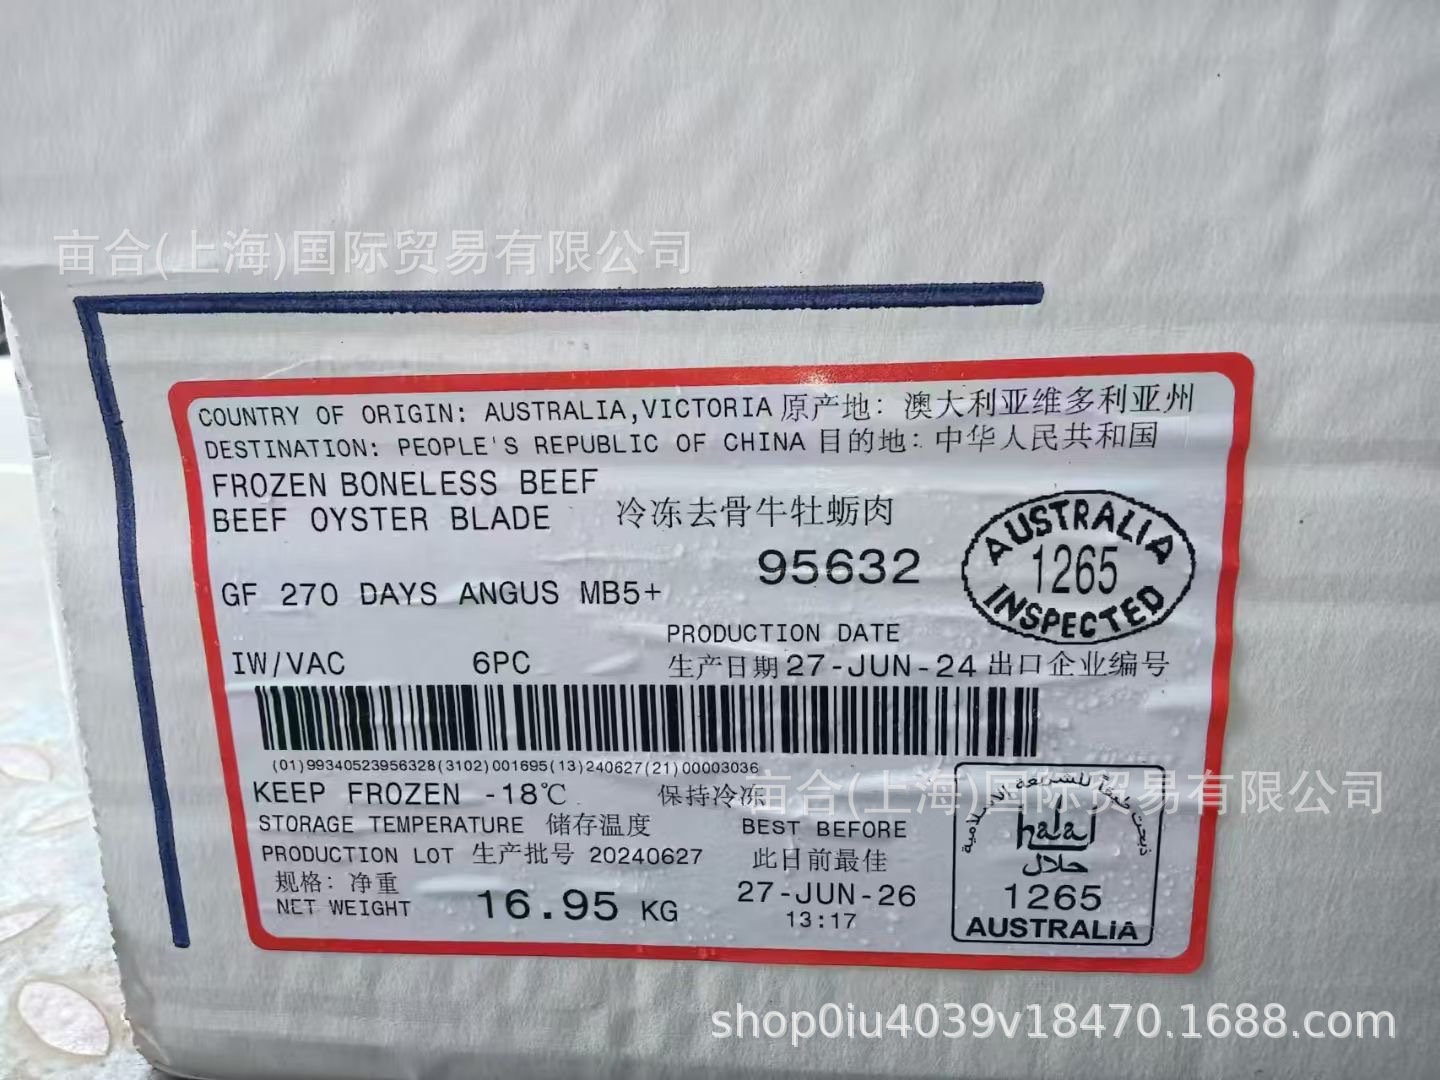 亩合(上海)国际贸易有限公司
COUNTRY OF ORIGIN: AUSTRALIA,VICTORIA 原产地: 澳大利亚维多利亚州
DESTINATION: PEOPLE'S REPUBLIC OF CHINA 目的地: 中华人民共和国
FROZEN BONELESS BEEF
BEEF OYSTER BLADE 冷冻去骨牛牡蛎肉
95632
AUSTRALIA
1265
INSPECTED
GF 270 DAYS ANGUS MB5+
PRODUCTION DATE
IW/VAC 6PC 生产日期 27-JUN-24 出口企业编号
(01)99340523956328(3102)001695(13)240627(21)00003036
亩合(上海)国际贸易有限公司
KEEP FROZEN -18℃ 保持冷冻
STORAGE TEMPERATURE 储存温度 BEST BEFORE
PRODUCTION LOT 生产批号 20240627 此日前最佳
规格: 净重
NET WEIGHT 16.95 KG 27-JUN-26
13:17
halal
حلال
1265
AUSTRALiA
shop0iu4039v18470.1688.com